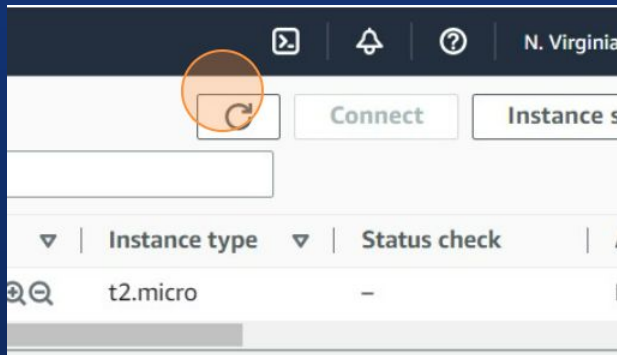 N. Virginia
Connect
Instance s
Instance type
Status check
t2.micro
–